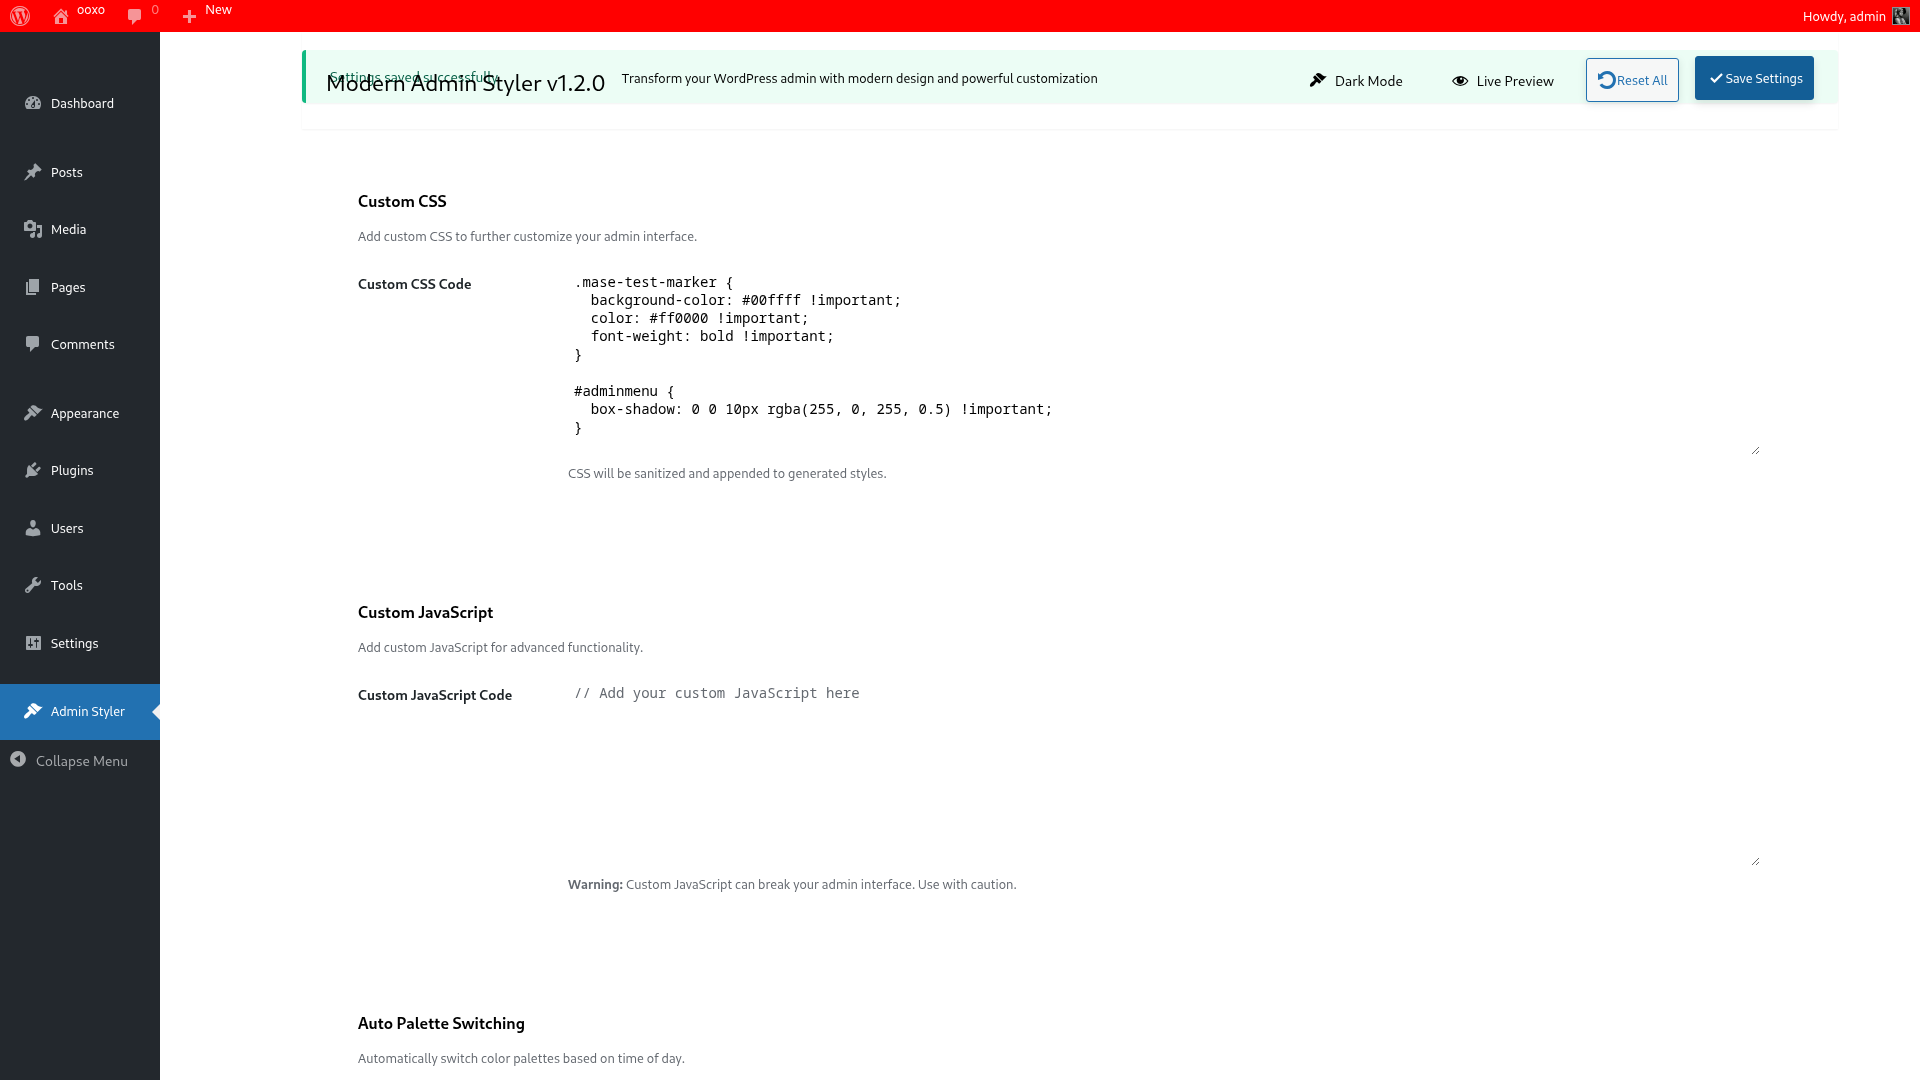 ooxo
0
New
Howdy, admin
Settings saved successfully.
Modern Admin Styler v1.2.0
Transform your WordPress admin with modern design and powerful customization
Dark Mode
Live Preview
Reset All
Save Settings
Dashboard
Posts
Media
Pages
Comments
Appearance
Plugins
Users
Tools
Settings
Admin Styler
Collapse Menu
Custom CSS
Add custom CSS to further customize your admin interface.
Custom CSS Code
.mase-test-marker {
  background-color: #00ffff !important;
  color: #ff0000 !important;
  font-weight: bold !important;
}
#adminmenu {
  box-shadow: 0 0 10px rgba(255, 0, 255, 0.5) !important;
}
CSS will be sanitized and appended to generated styles.
Custom JavaScript
Add custom JavaScript for advanced functionality.
Custom JavaScript Code
// Add your custom JavaScript here
Warning: Custom JavaScript can break your admin interface. Use with caution.
Auto Palette Switching
Automatically switch color palettes based on time of day.